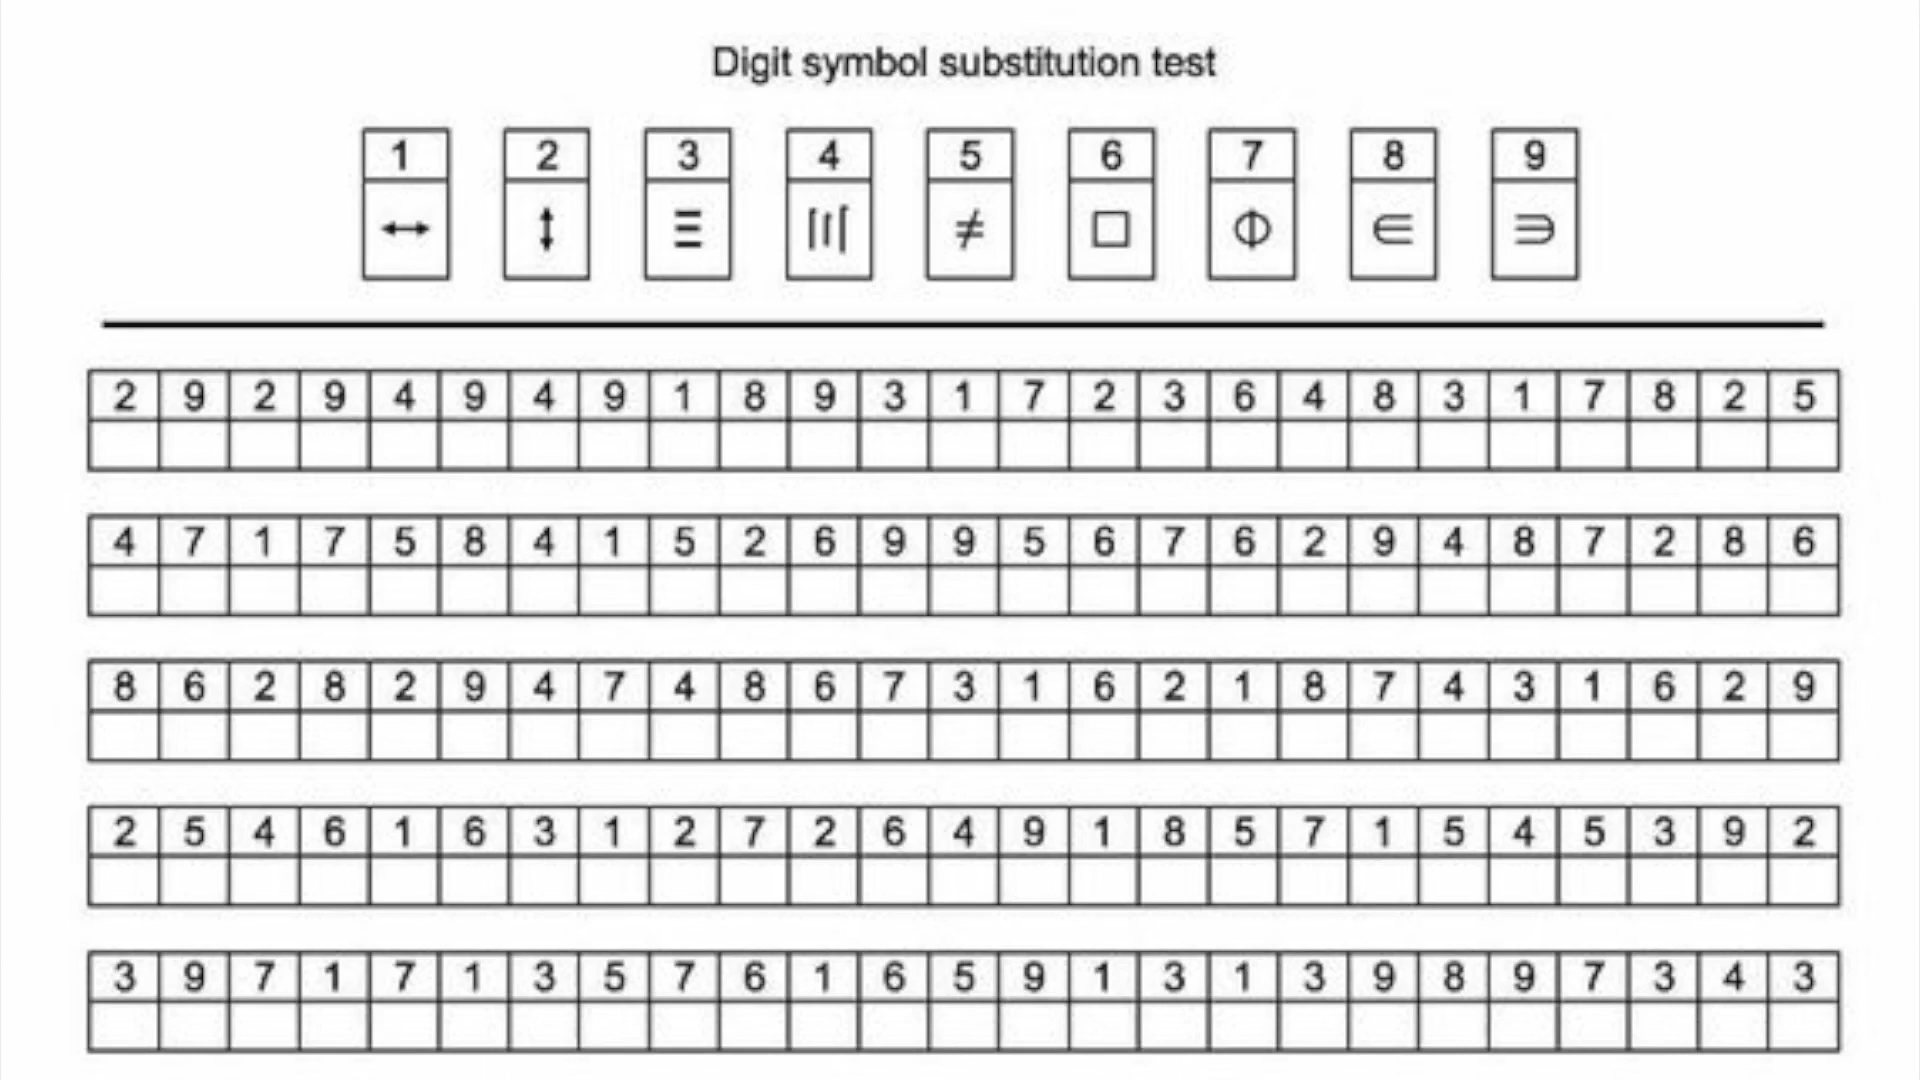 Digit symbol substitution test
1 2 3 4 5 6 7 8 9
↔ ↕ ☰ ⌈⌈⌈ ≠ □ Φ ∈ ∋
2 9 2 9 4 9 4 9 1 8 9 3 1 7 2 3 6 4 8 3 1 7 8 2 5
4 7 1 7 5 8 4 1 5 2 6 9 9 5 6 7 6 2 9 4 8 7 2 8 6
8 6 2 8 2 9 4 7 4 8 6 7 3 1 6 2 1 8 7 4 3 1 6 2 9
2 5 4 6 1 6 3 1 2 7 2 6 4 9 1 8 5 7 1 5 4 5 3 9 2
3 9 7 1 7 1 3 5 7 6 1 6 5 9 1 3 1 3 9 8 9 7 3 4 3